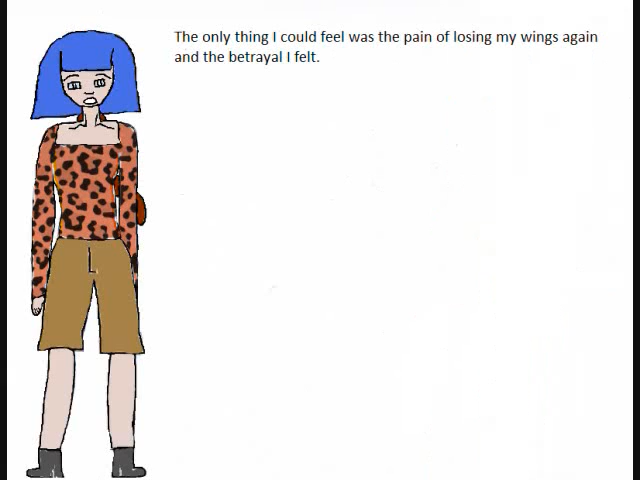 The only thing I could feel was the pain of losing my wings again
and the betrayal I felt.